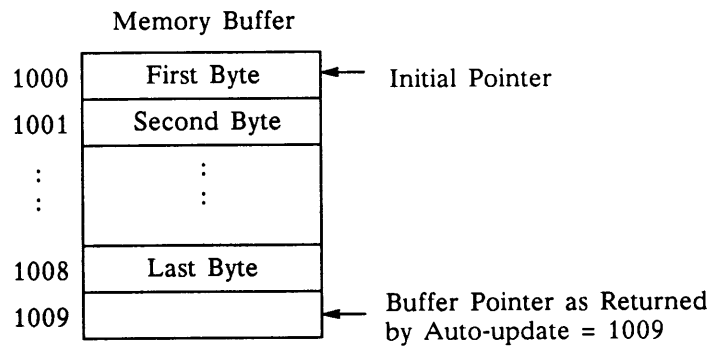 Memory Buffer
1000 First Byte Initial Pointer
1001 Second Byte
: :
: :
1008 Last Byte
1009 Buffer Pointer as Returned
by Auto-update = 1009